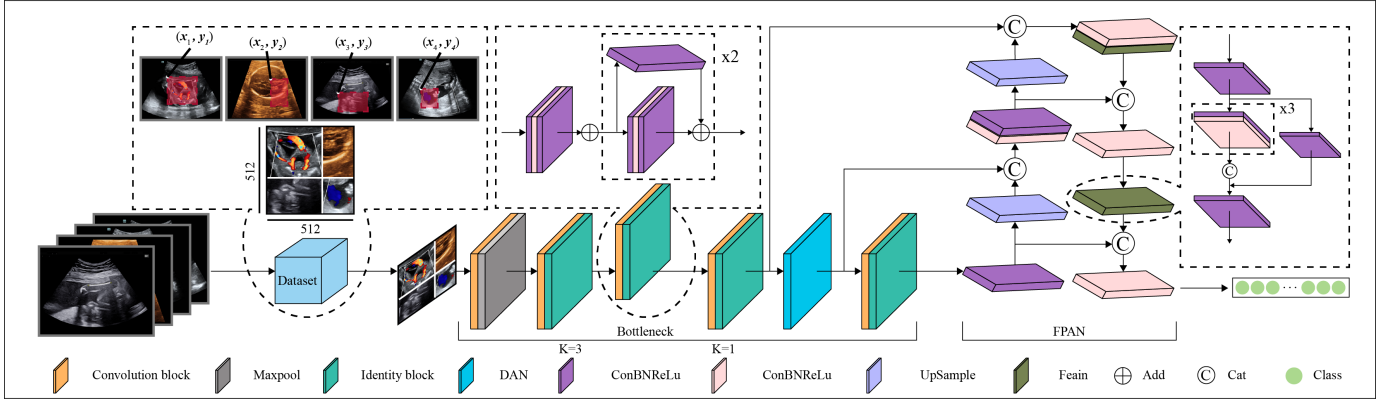 (x1, y1) (x2, y2) (x3, y3) (x4, y4)
x2
x3
512
512
Dataset
C
C
C
C
C
C
Bottleneck
FPAN
K=3
K=1
Convolution block
Maxpool
Identity block
DAN
ConBNReLu
ConBNReLu
UpSample
Feain
Add
C
Cat
Class